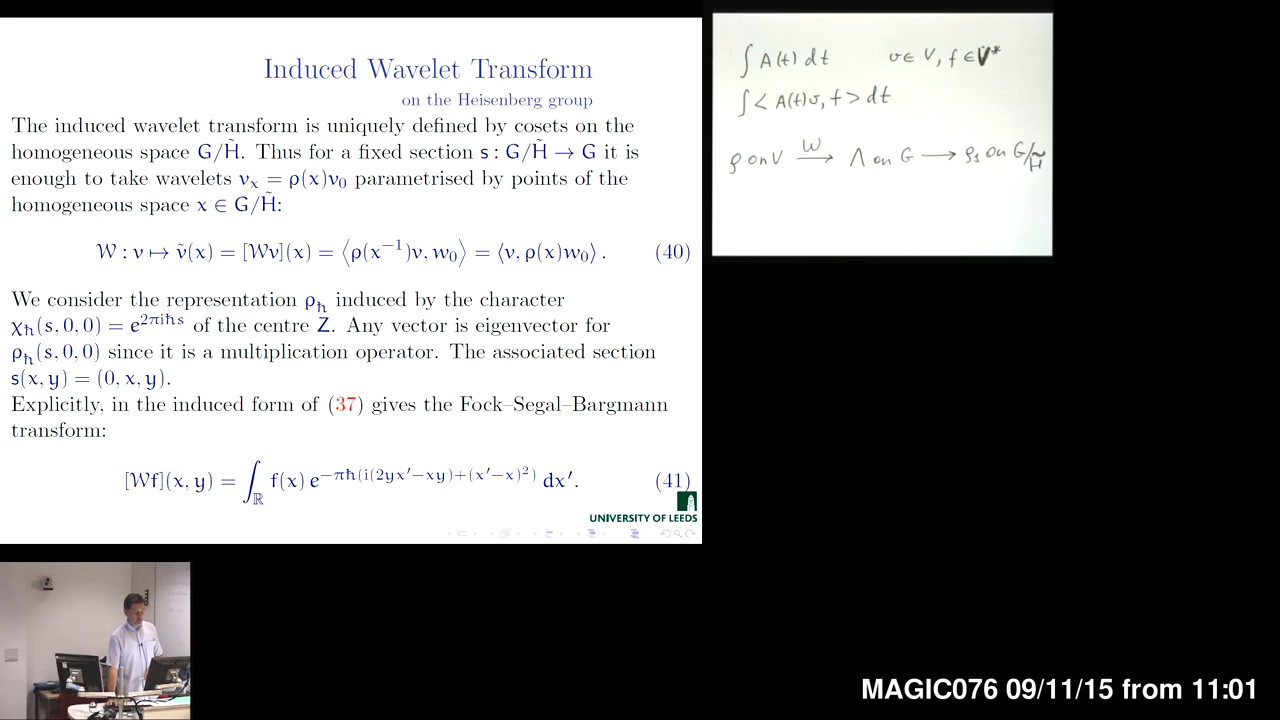 Induced Wavelet Transform
on the Heisenberg group
The induced wavelet transform is uniquely defined by cosets on the
homogeneous space G/H̃. Thus for a fixed section s : G/H̃ → G it is
enough to take wavelets vₓ = ρ(x)v₀ parametrised by points of the
homogeneous space x ∈ G/H̃:
𝒲 : v ↦ ṽ(x) = [𝒲v](x) = ⟨ρ(x⁻¹)v, w₀⟩ = ⟨v, ρ(x)w₀⟩. (40)
We consider the representation ρ_ħ induced by the character
χ_ħ(s, 0, 0) = e^{2πiħs} of the centre Z. Any vector is eigenvector for
ρ_ħ(s, 0, 0) since it is a multiplication operator. The associated section
s(x, y) = (0, x, y).
Explicitly, in the induced form of (37) gives the Fock–Segal–Bargmann
transform:
[𝒲f](x, y) = ∫_ℝ f(x) e^{−πħ(i(2yx′−xy)+(x′−x)²)} dx′. (41)
UNIVERSITY OF LEEDS
∫ A(t) dt v ∈ V, f ∈ V*
∫ < A(t)v, f > dt
ρ on V —W→ Λ on G → ρₛ on G/H̃
MAGIC076 09/11/15 from 11:01